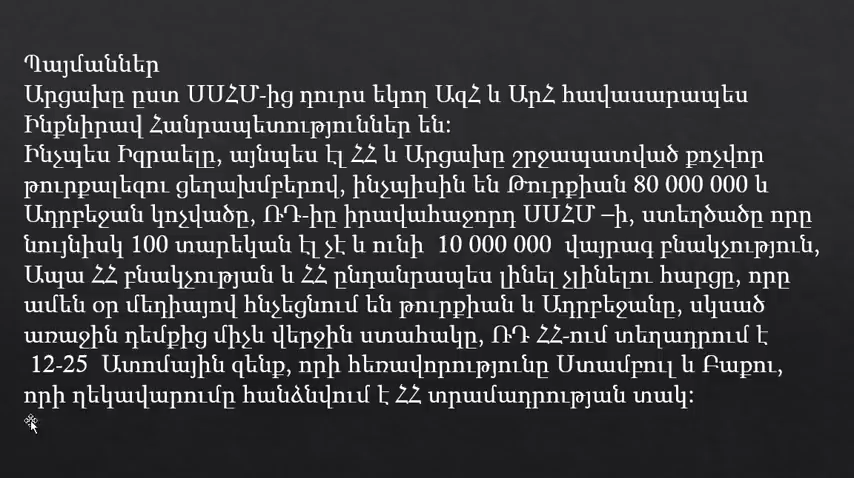 Պայմաններ
Արցախը ըստ ՍՍՀՄ-ից դուրս եկող ԱզՀ և ԱրՀ հավասարապես
Ինքնիրավ Հանրապետություններ են:
Ինչպես Իզրաելը, այնպես էլ ՀՀ և Արցախը շրջապատված քոչվոր
թուրքալեզու ցեղախմբերով, ինչպիսին են Թուրքիան 80 000 000 և
Ադրբեջան կոչվածը, ՌԴ-իը իրավահաջորդ ՍՍՀՄ –ի, ստեղծածը որը
նույնիսկ 100 տարեկան էլ չէ և ունի 10 000 000 վայրագ բնակչություն,
Ապա ՀՀ բնակչության և ՀՀ ընդանրապես լինել չլինելու հարցը, որը
ամեն օր մեդիայով հնչեցնում են թուրքիան և Ադրբեջանը, սկսած
առաջին դեմքից միչև վերջին ստահակը, ՌԴ ՀՀ-ում տեղադրում է
12-25 Ատոմային զենք, որի հեռավորությունը Ստամբուլ և Բաքու,
որի ղեկավարումը հանձնվում է ՀՀ տրամադրության տակ: